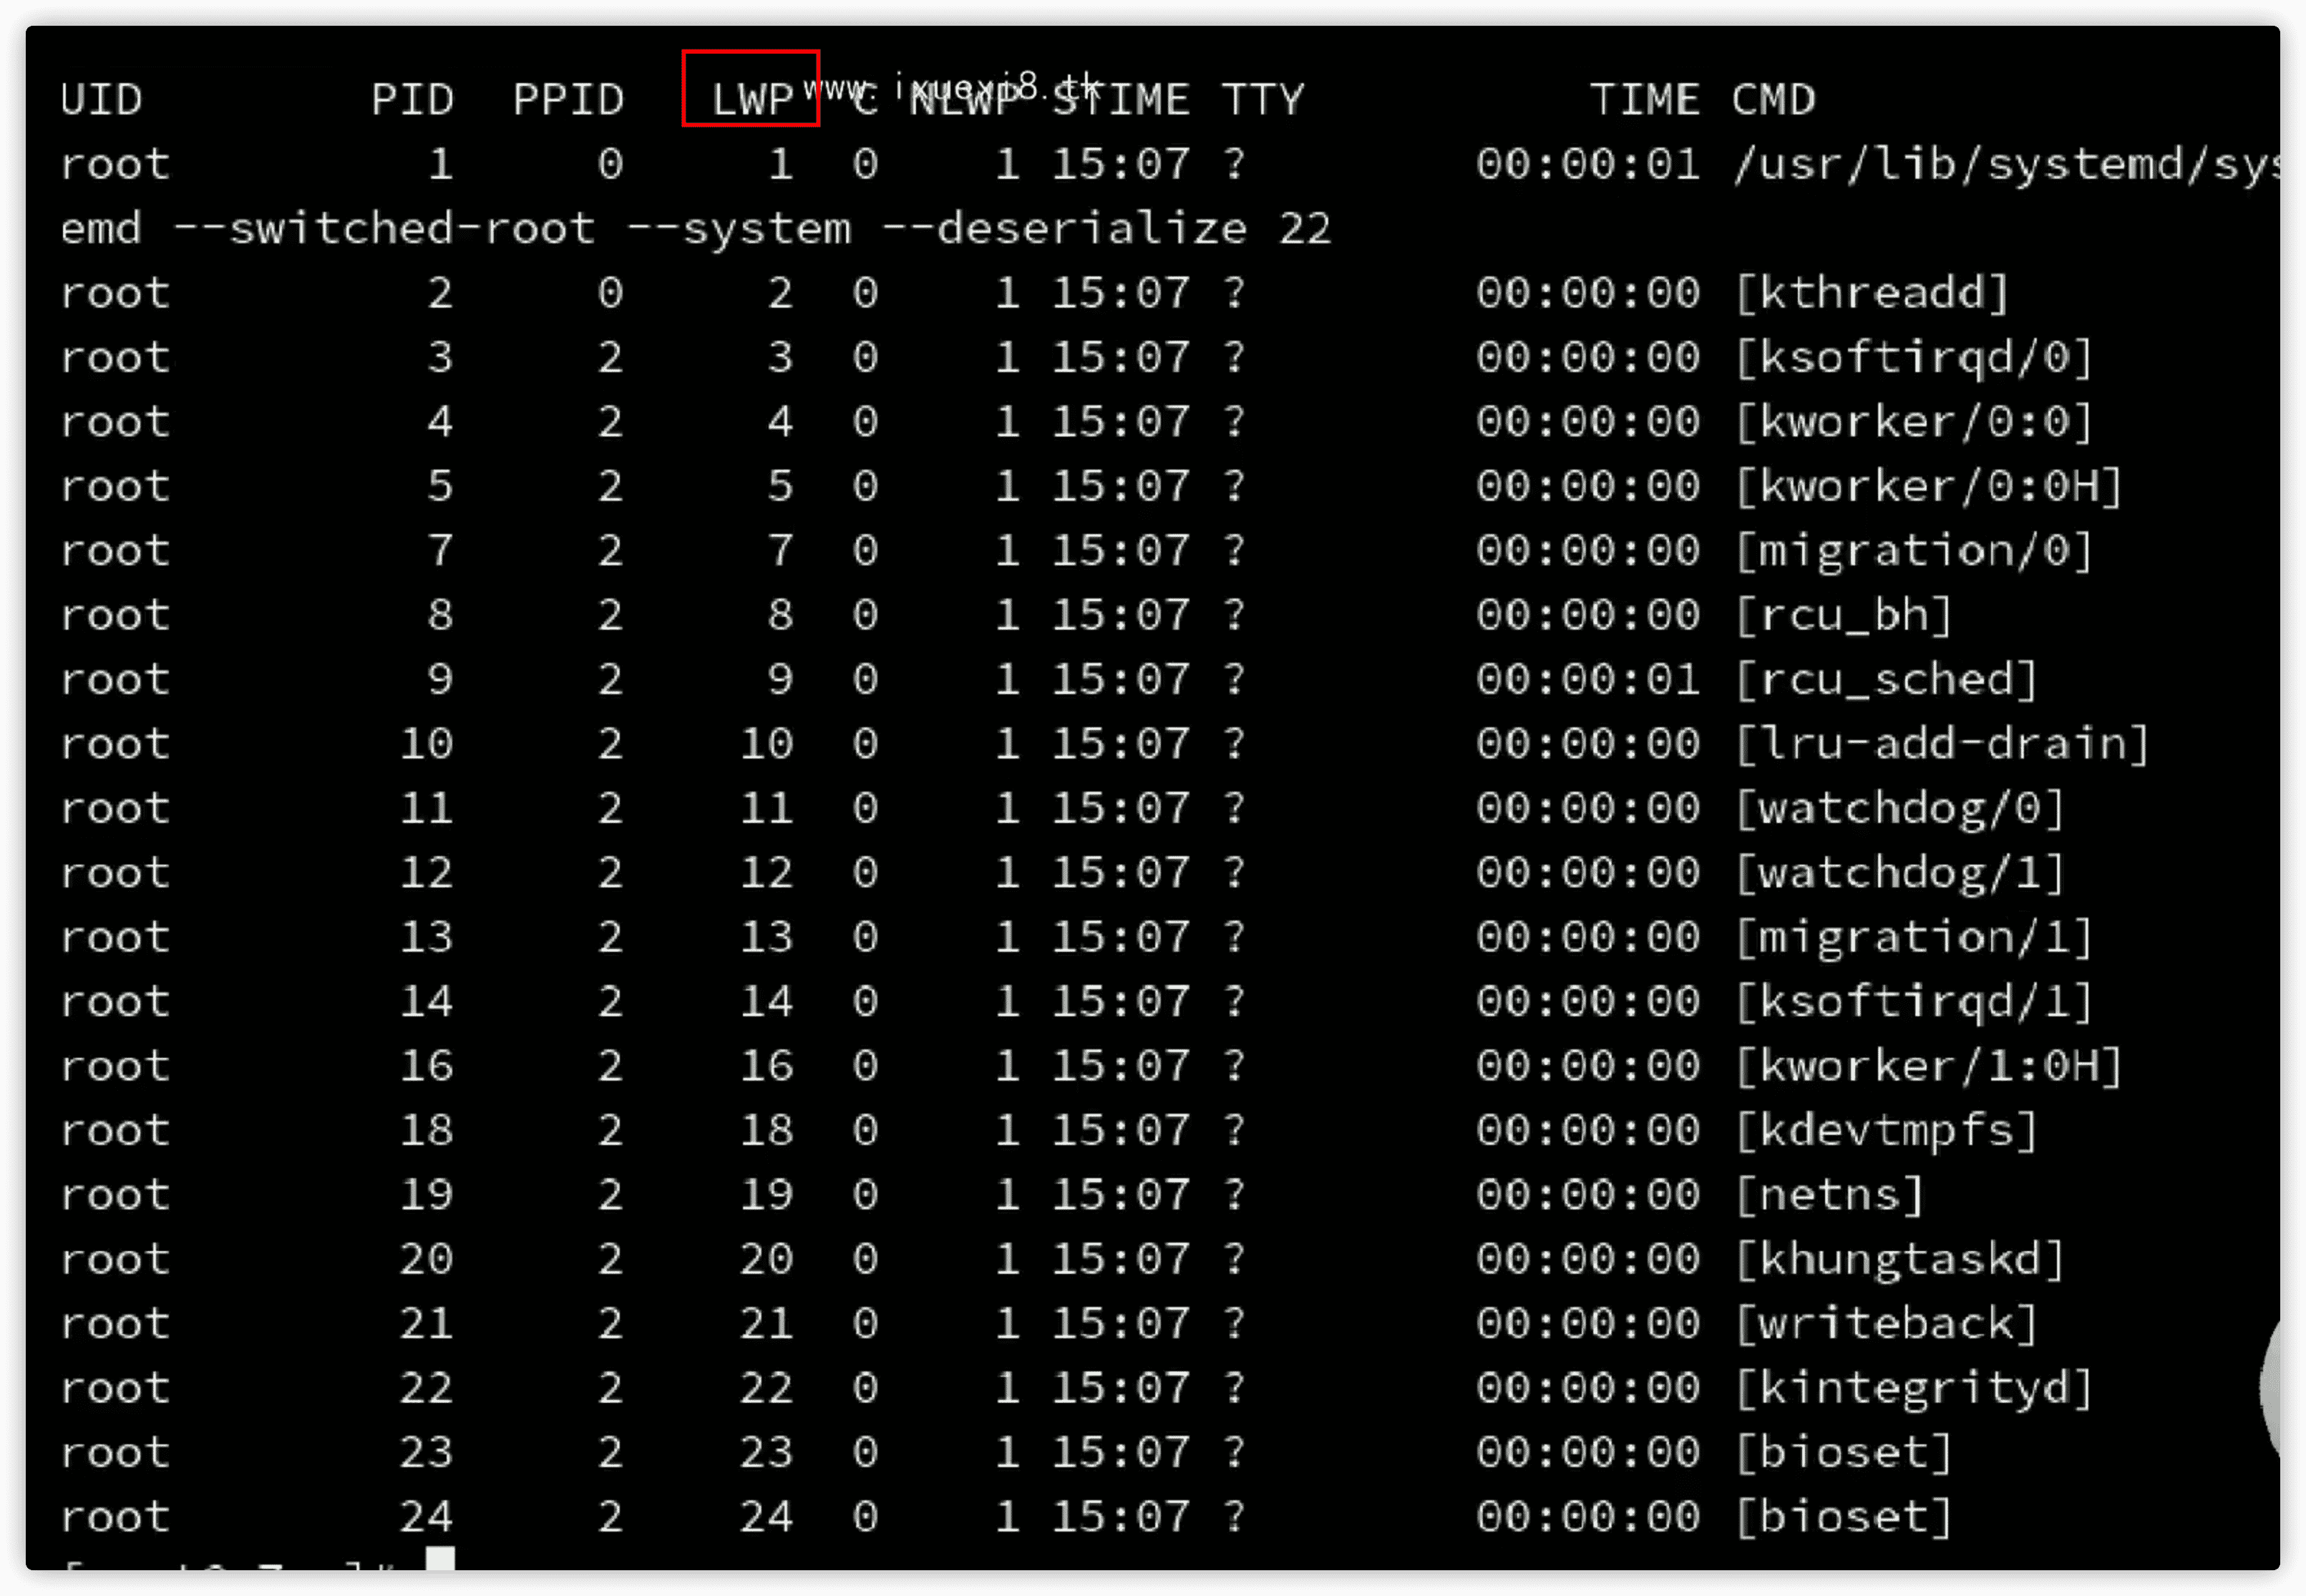 UID PID PPID LWP C NLWP STIME TTY TIME CMD
www.ixuexi8.tk
root 1 0 1 0 1 15:07 ? 00:00:01 /usr/lib/systemd/sys
emd --switched-root --system --deserialize 22
root 2 0 2 0 1 15:07 ? 00:00:00 [kthreadd]
root 3 2 3 0 1 15:07 ? 00:00:00 [ksoftirqd/0]
root 4 2 4 0 1 15:07 ? 00:00:00 [kworker/0:0]
root 5 2 5 0 1 15:07 ? 00:00:00 [kworker/0:0H]
root 7 2 7 0 1 15:07 ? 00:00:00 [migration/0]
root 8 2 8 0 1 15:07 ? 00:00:00 [rcu_bh]
root 9 2 9 0 1 15:07 ? 00:00:01 [rcu_sched]
root 10 2 10 0 1 15:07 ? 00:00:00 [lru-add-drain]
root 11 2 11 0 1 15:07 ? 00:00:00 [watchdog/0]
root 12 2 12 0 1 15:07 ? 00:00:00 [watchdog/1]
root 13 2 13 0 1 15:07 ? 00:00:00 [migration/1]
root 14 2 14 0 1 15:07 ? 00:00:00 [ksoftirqd/1]
root 16 2 16 0 1 15:07 ? 00:00:00 [kworker/1:0H]
root 18 2 18 0 1 15:07 ? 00:00:00 [kdevtmpfs]
root 19 2 19 0 1 15:07 ? 00:00:00 [netns]
root 20 2 20 0 1 15:07 ? 00:00:00 [khungtaskd]
root 21 2 21 0 1 15:07 ? 00:00:00 [writeback]
root 22 2 22 0 1 15:07 ? 00:00:00 [kintegrityd]
root 23 2 23 0 1 15:07 ? 00:00:00 [bioset]
root 24 2 24 0 1 15:07 ? 00:00:00 [bioset]